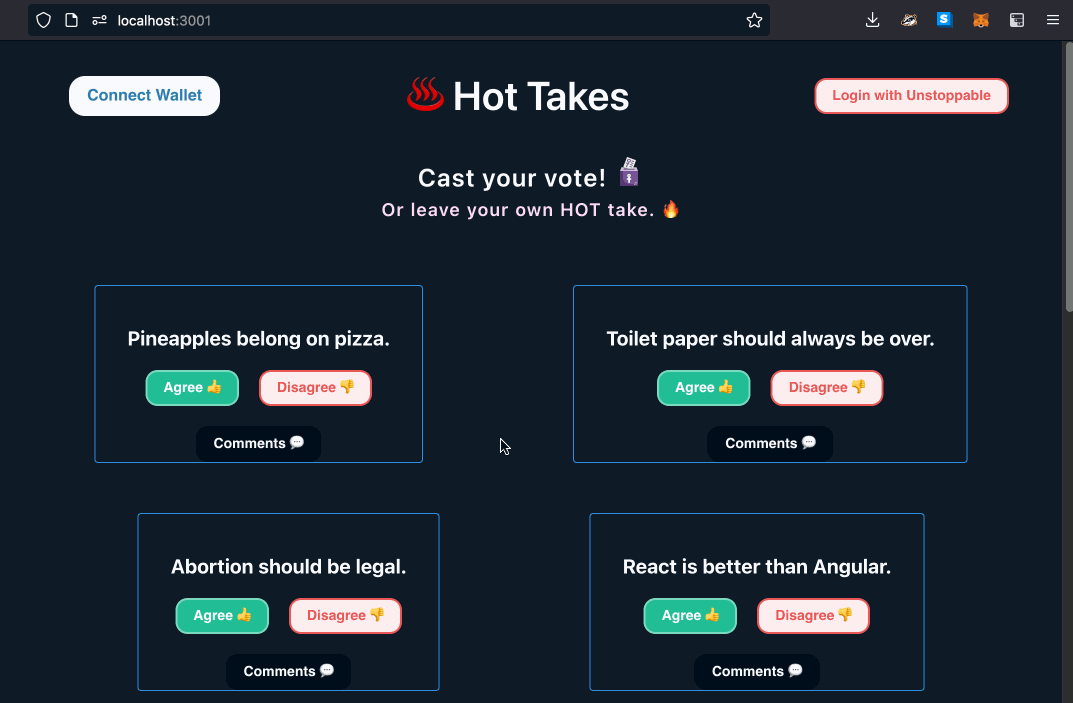 localhost:3001
S
Connect Wallet
♨️ Hot Takes
Login with Unstoppable
Cast your vote! 🗳️
Or leave your own HOT take. 🔥
Pineapples belong on pizza.
Agree 👍
Disagree 👎
Comments 💬
Toilet paper should always be over.
Agree 👍
Disagree 👎
Comments 💬
Abortion should be legal.
Agree 👍
Disagree 👎
Comments 💬
React is better than Angular.
Agree 👍
Disagree 👎
Comments 💬